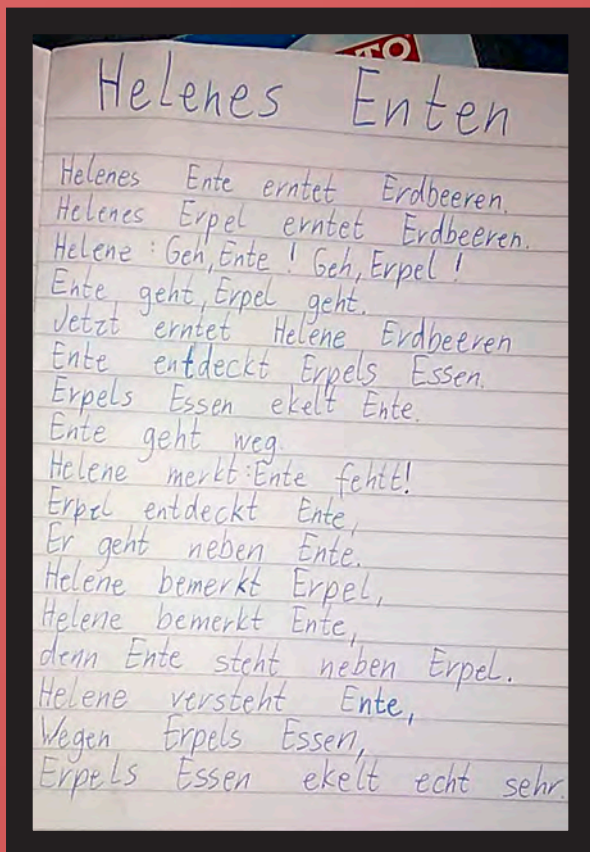 TO
Helenes Enten
Helenes Ente erntet Erdbeeren.
Helenes Erpel erntet Erdbeeren.
Helene : Geh, Ente ! Geh, Erpel !
Ente geht, Erpel geht.
Jetzt erntet Helene Erdbeeren
Ente entdeckt Erpels Essen.
Erpels Essen ekelt Ente.
Ente geht weg.
Helene merkt: Ente fehlt!
Erpel entdeckt Ente,
Er geht neben Ente.
Helene bemerkt Erpel,
Helene bemerkt Ente,
denn Ente steht neben Erpel.
Helene versteht Ente,
Wegen Erpels Essen,
Erpels Essen ekelt echt sehr.